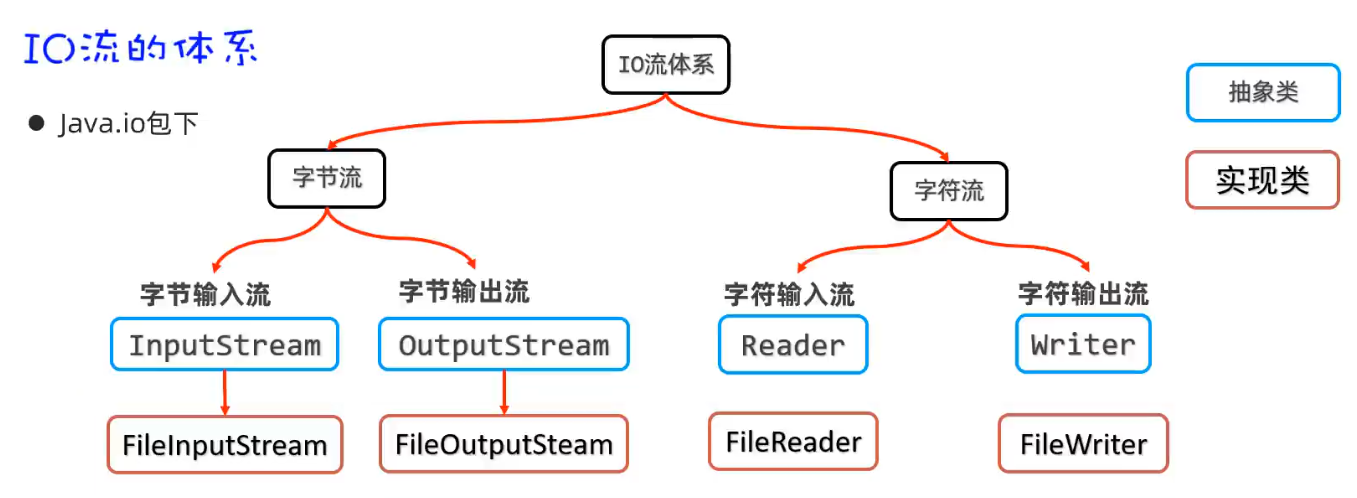 IO流的体系
● Java.io包下
IO流体系
抽象类
实现类
字节流
字符流
字节输入流
字节输出流
字符输入流
字符输出流
InputStream
OutputStream
Reader
Writer
FileInputStream
FileOutputSteam
FileReader
FileWriter